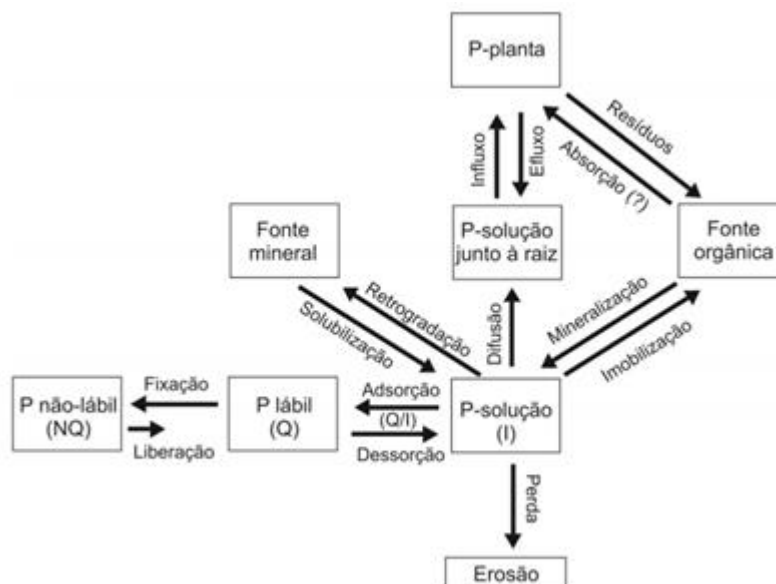 P-planta
Resíduos
Absorção (?)
Influxo
Efluxo
Fonte
mineral
P-solução
junto à raiz
Fonte
orgânica
Retrogradação
Solubilização
Difusão
Mineralização
Imobilização
P não-lábil
(NQ)
Fixação
Liberação
P lábil
(Q)
Adsorção
(Q/I)
Dessorção
P-solução
(I)
Perda
Erosão